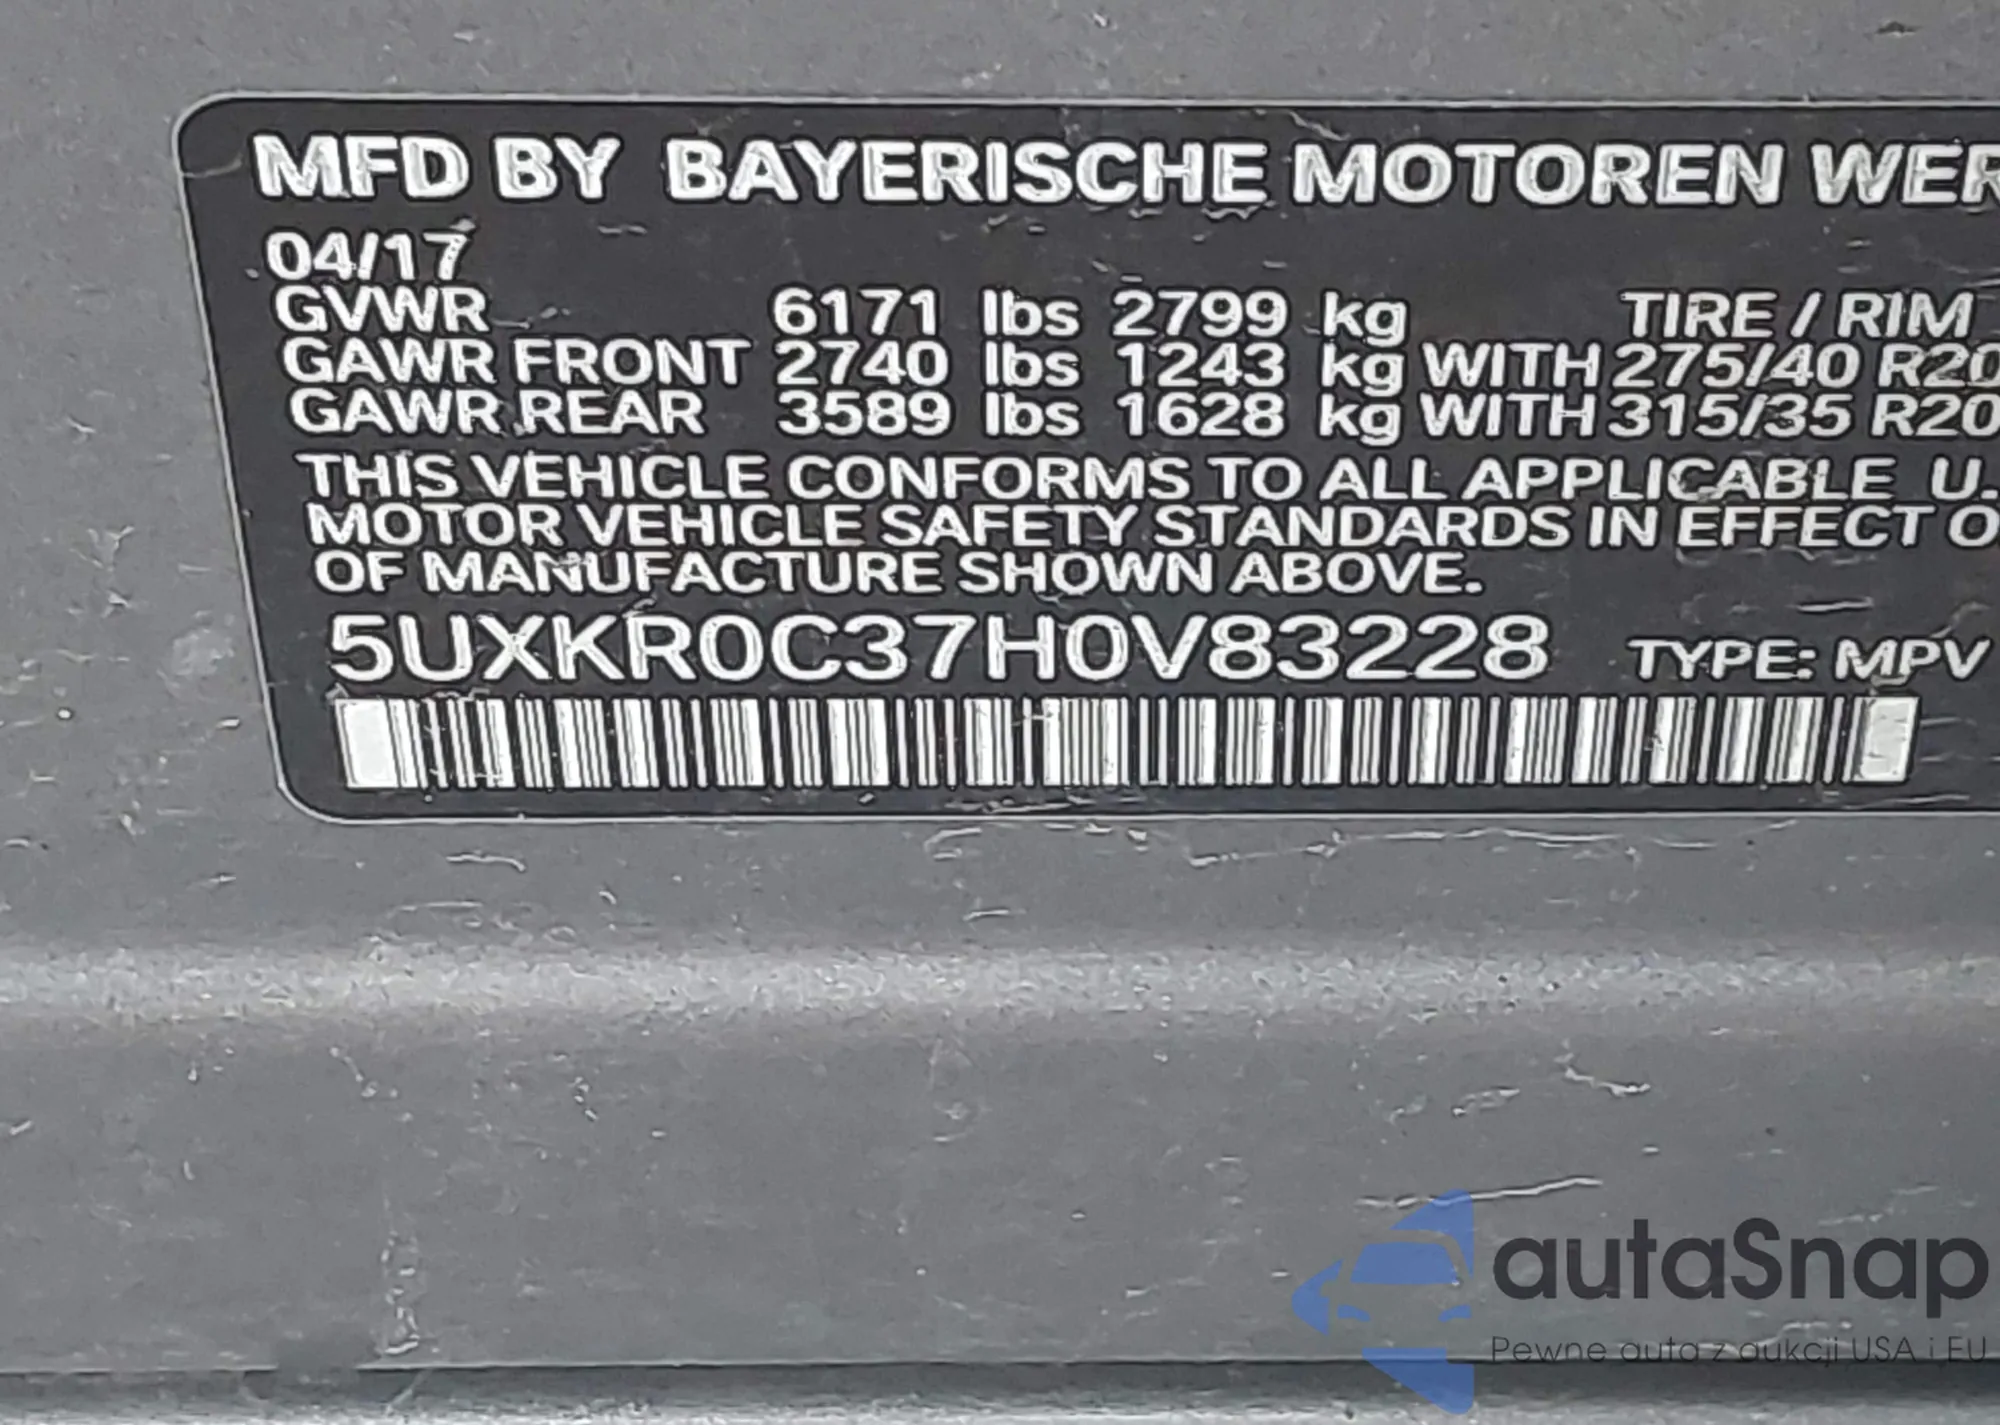 MFD BY BAYERISCHE MOTOREN WER
04/17
GVWR 6171 lbs 2799 kg TIRE / RIM
GAWR FRONT 2740 lbs 1243 kg WITH 275/40 R20
GAWR REAR 3589 lbs 1628 kg WITH 315/35 R20
THIS VEHICLE CONFORMS TO ALL APPLICABLE U.
MOTOR VEHICLE SAFETY STANDARDS IN EFFECT O
OF MANUFACTURE SHOWN ABOVE.
5UXKR0C37H0V83228 TYPE: MPV
autaSnap
Pewne auta z aukcji USA i EU